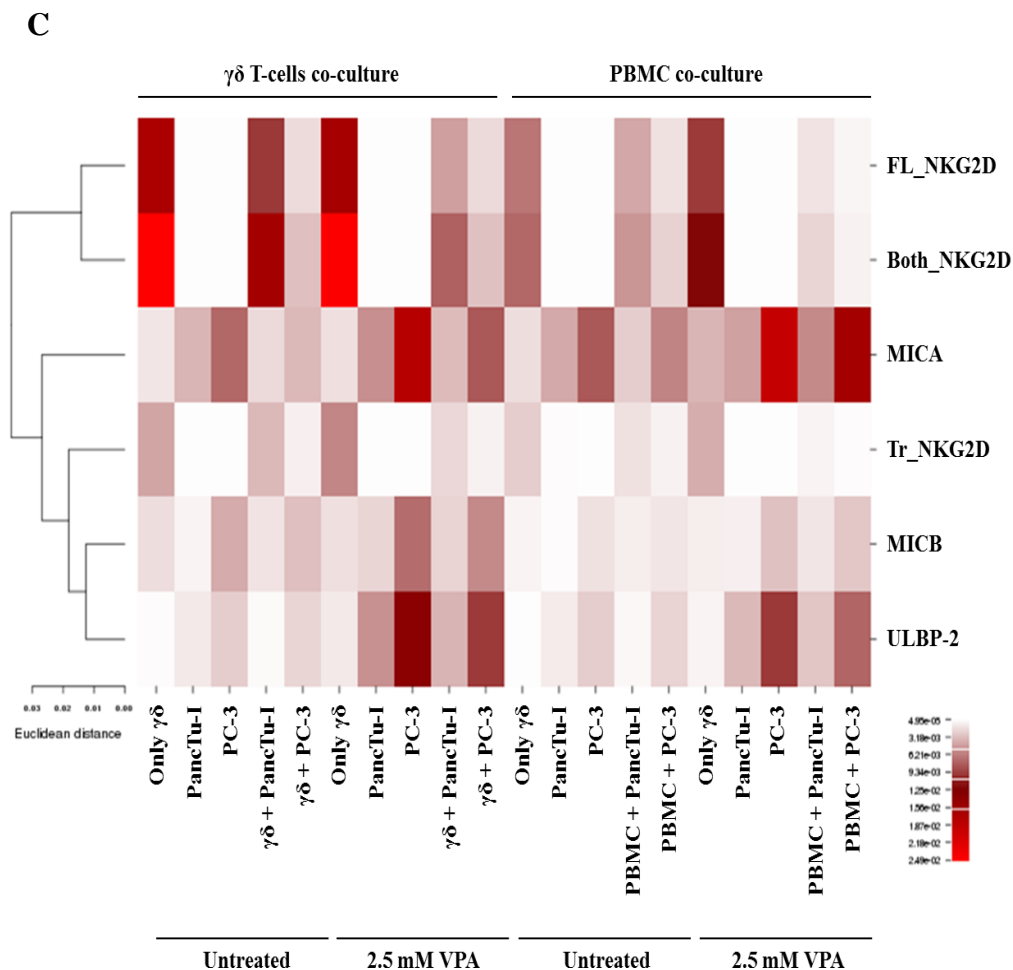 C
γδ T-cells co-culture
PBMC co-culture
FL_NKG2D
Both_NKG2D
MICA
Tr_NKG2D
MICB
ULBP-2
0.03 0.02 0.01 0.00
Euclidean distance
Only γδ
PancTu-I
PC-3
γδ + PancTu-I
γδ + PC-3
Only γδ
PancTu-I
PC-3
γδ + PancTu-I
γδ + PC-3
Only γδ
PancTu-I
PC-3
PBMC + PancTu-I
PBMC + PC-3
Only γδ
PancTu-I
PC-3
PBMC + PancTu-I
PBMC + PC-3
4.95e-05
3.18e-03
6.21e-03
9.34e-03
1.25e-02
1.56e-02
1.87e-02
2.18e-02
2.49e-02
Untreated
2.5 mM VPA
Untreated
2.5 mM VPA